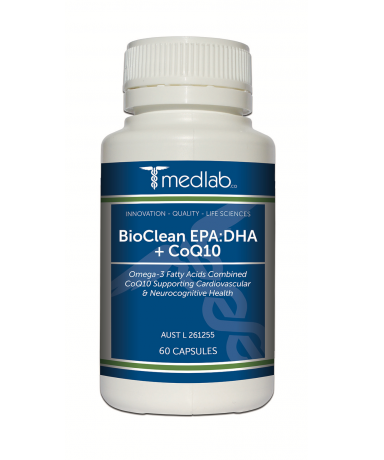 medlab.co
INNOVATION - QUALITY - LIFE SCIENCES
BioClean EPA:DHA
+ CoQ10
Omega-3 Fatty Acids Combined
CoQ10 Supporting Cardiovascular
& Neurocognitive Health
AUST L 261255
60 CAPSULES